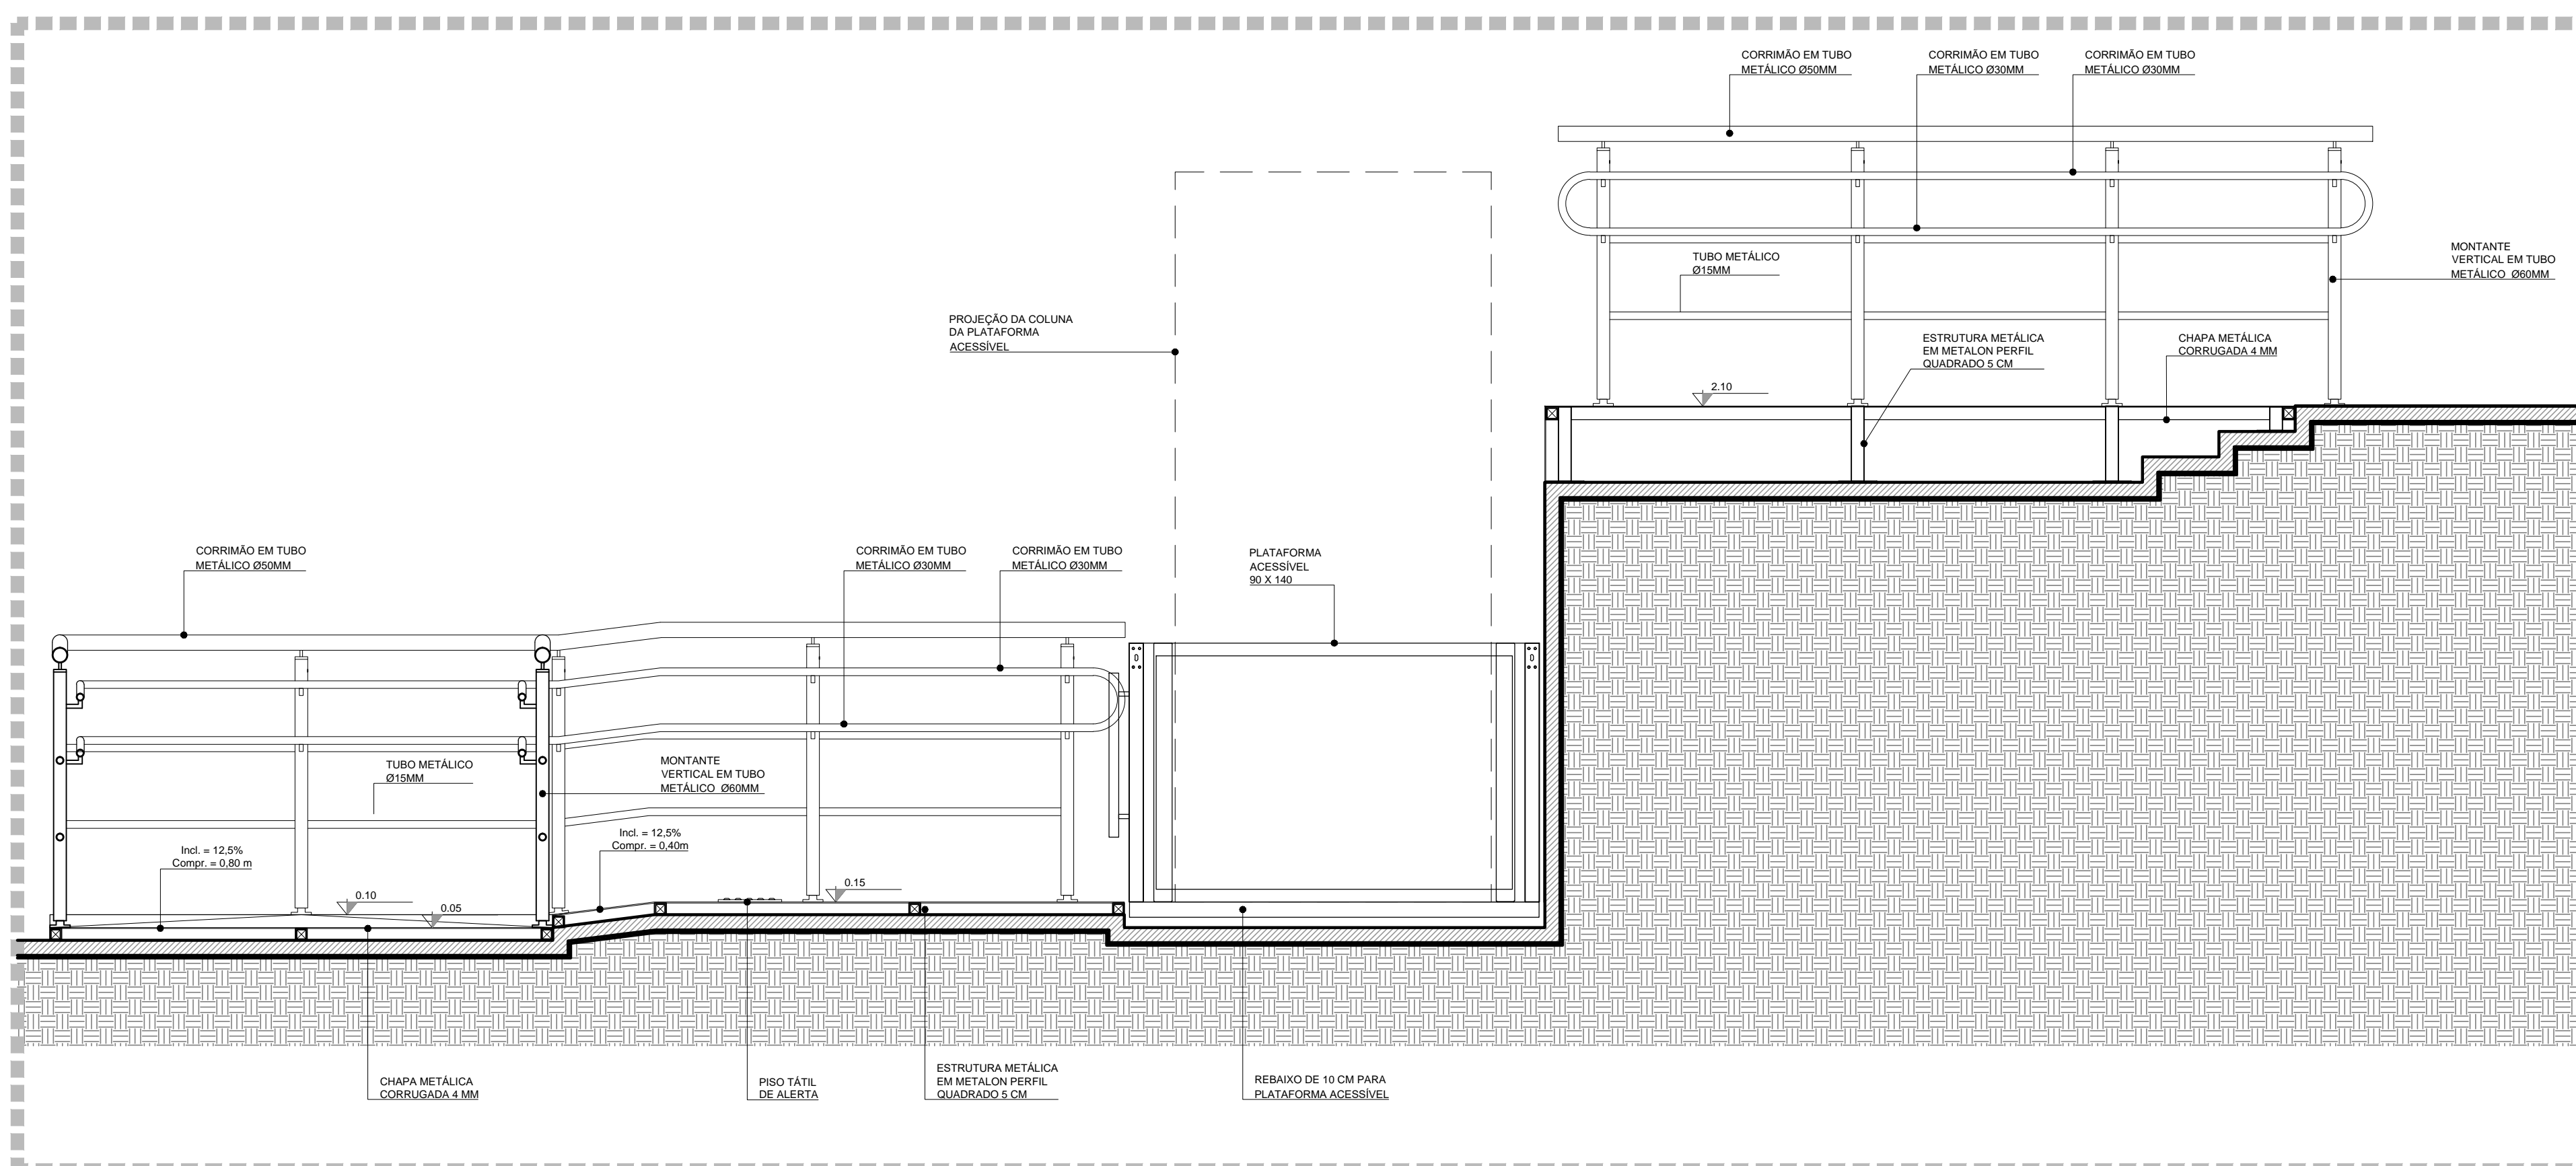 CORRIMÃO EM TUBO
METÁLICO Ø50MM
CORRIMÃO EM TUBO
METÁLICO Ø30MM
CORRIMÃO EM TUBO
METÁLICO Ø30MM
MONTANTE
VERTICAL EM TUBO
METÁLICO Ø60MM
TUBO METÁLICO
Ø15MM
PROJEÇÃO DA COLUNA
DA PLATAFORMA
ACESSÍVEL
ESTRUTURA METÁLICA
EM METALON PERFIL
QUADRADO 5 CM
CHAPA METÁLICA
CORRUGADA 4 MM
2.10
CORRIMÃO EM TUBO
METÁLICO Ø50MM
CORRIMÃO EM TUBO
METÁLICO Ø30MM
CORRIMÃO EM TUBO
METÁLICO Ø30MM
PLATAFORMA
ACESSÍVEL
90 X 140
TUBO METÁLICO
Ø15MM
MONTANTE
VERTICAL EM TUBO
METÁLICO Ø60MM
Incl. = 12,5%
Compr. = 0,80 m
Incl. = 12,5%
Compr. = 0,40m
0.10
0.05
0.15
CHAPA METÁLICA
CORRUGADA 4 MM
PISO TÁTIL
DE ALERTA
ESTRUTURA METÁLICA
EM METALON PERFIL
QUADRADO 5 CM
REBAIXO DE 10 CM PARA
PLATAFORMA ACESSÍVEL